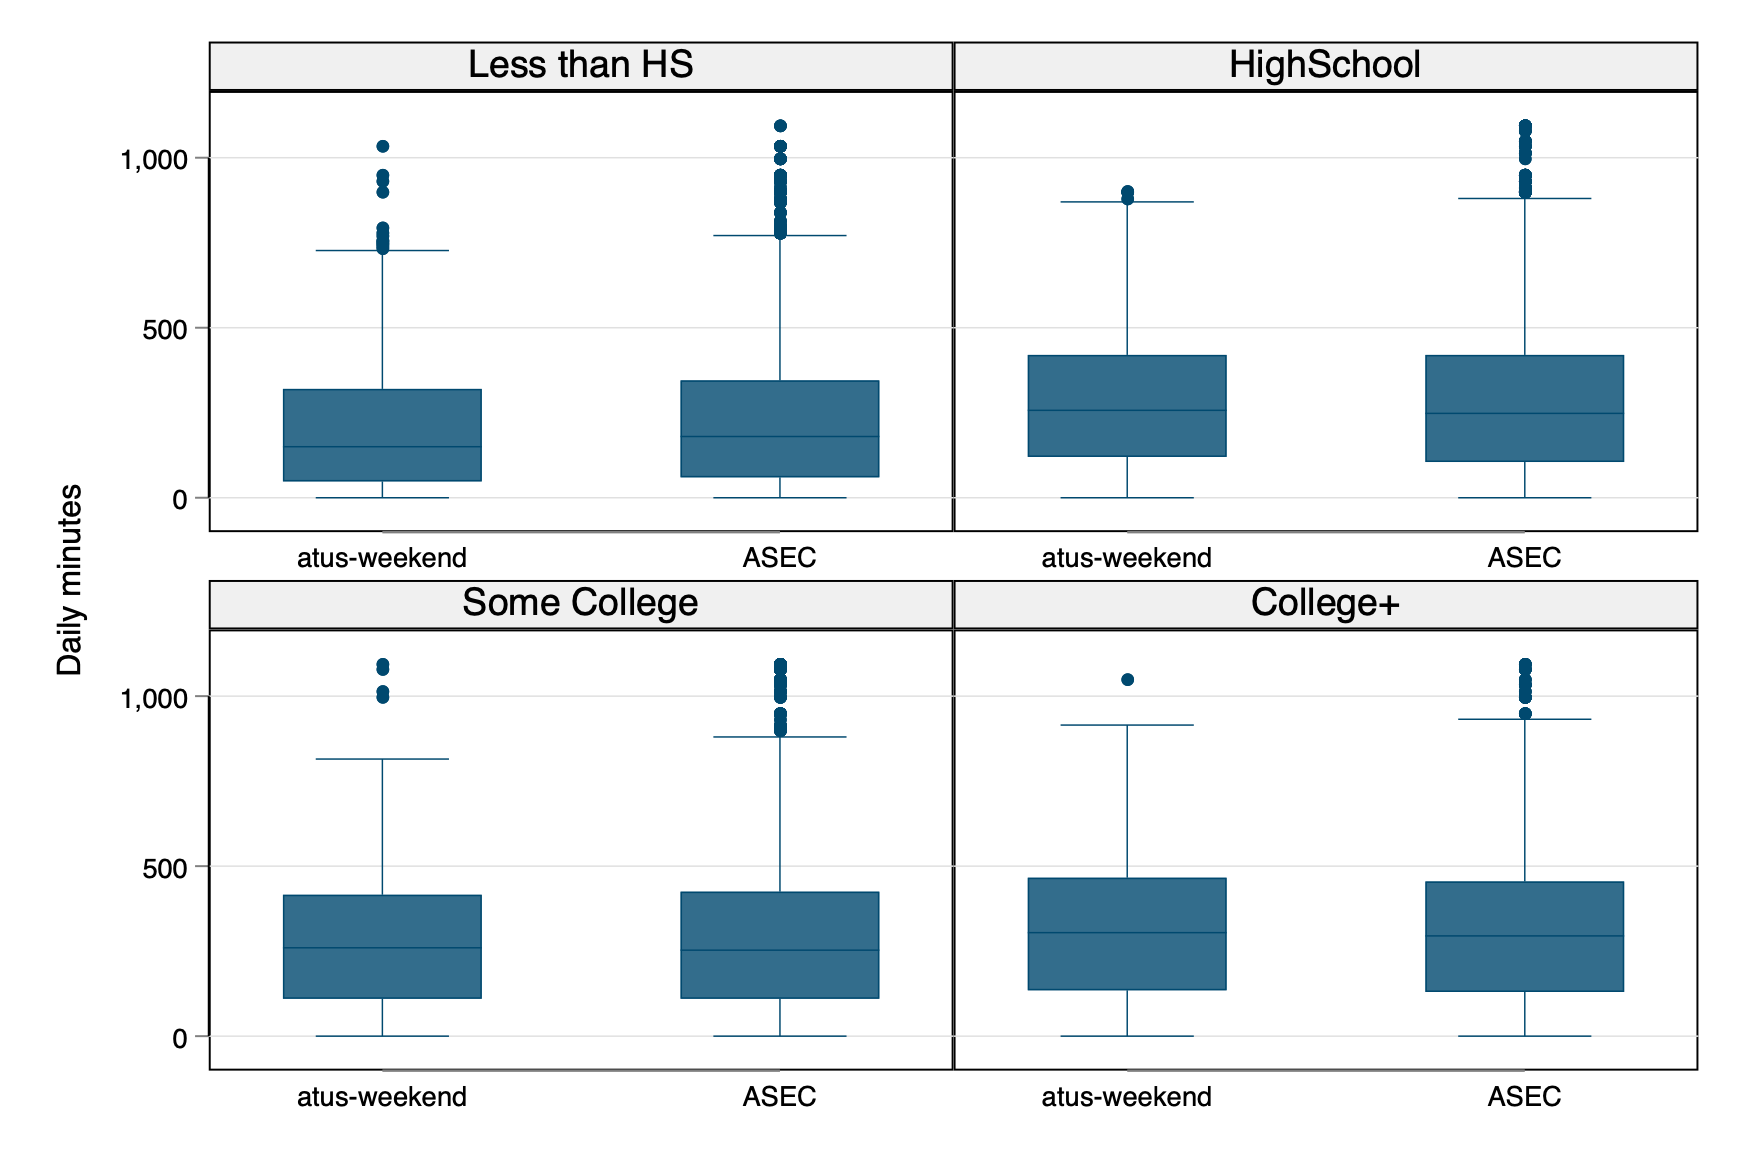 Less than HS
HighSchool
1,000
500
0
atus-weekend
ASEC
atus-weekend
ASEC
Daily minutes
Some College
College+
1,000
500
0
atus-weekend
ASEC
atus-weekend
ASEC